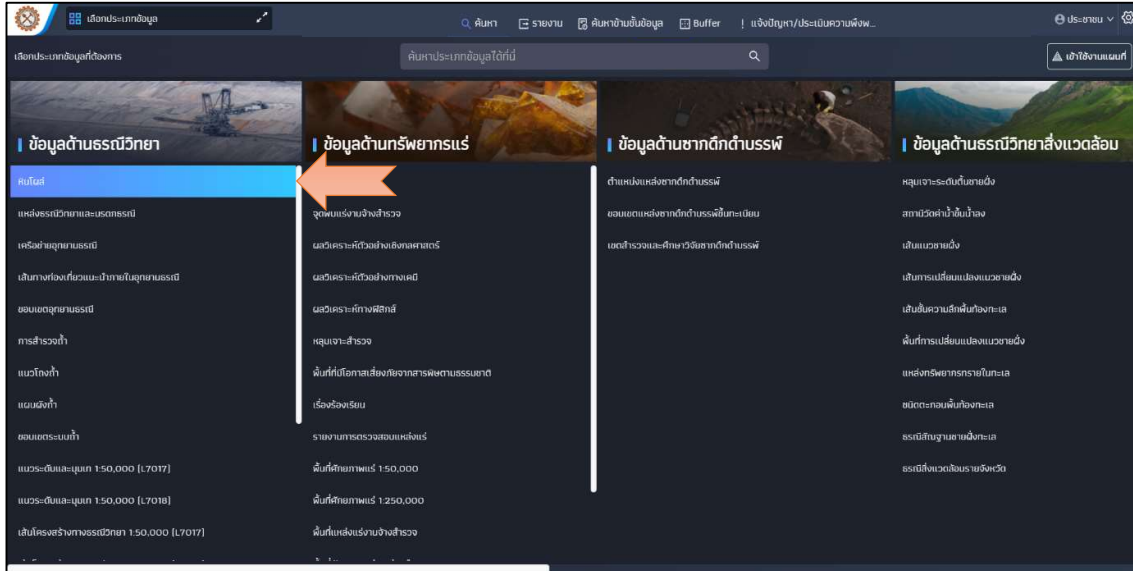 เลือกประเภทข้อมูล
ค้นหา
รายงาน
ค้นหาข้ามชั้นข้อมูล
Buffer
แจ้งปัญหา/ประเมินความพึงพ...
ประชาชน
เลือกประเภทข้อมูลที่ต้องการ
ค้นหาประเภทข้อมูลได้ที่นี่
เข้าใช้งานแผนที่
ข้อมูลด้านธรณีวิทยา
หินโผล่
แหล่งธรณีวิทยาและมรดกธรณี
เครือข่ายอุทยานธรณี
เส้นทางท่องเที่ยวแนะนำภายในอุทยานธรณี
ขอบเขตอุทยานธรณี
การสำรวจถ้ำ
แนวโถงถ้ำ
แผนผังถ้ำ
ขอบเขตระบบถ้ำ
แนวระดับและมุมเท 1:50,000 (L7017)
แนวระดับและมุมเท 1:50,000 (L7018)
เส้นโครงสร้างทางธรณีวิทยา 1:50,000 (L7017)
ข้อมูลด้านทรัพยากรแร่
จุดพบแร่งานจ้างสำรวจ
ผลวิเคราะห์ตัวอย่างเชิงกลศาสตร์
ผลวิเคราะห์ตัวอย่างทางเคมี
ผลวิเคราะห์ทางฟิสิกส์
หลุมเจาะสำรวจ
พื้นที่ที่มีโอกาสเสี่ยงภัยจากสารพิษตามธรรมชาติ
เรื่องร้องเรียน
รายงานการตรวจสอบแหล่งแร่
พื้นที่ศักยภาพแร่ 1:50,000
พื้นที่ศักยภาพแร่ 1:250,000
พื้นที่แหล่งแร่งานจ้างสำรวจ
ข้อมูลด้านซากดึกดำบรรพ์
ตำแหน่งแหล่งซากดึกดำบรรพ์
ขอบเขตแหล่งซากดึกดำบรรพ์ขึ้นทะเบียน
เขตสำรวจและศึกษาวิจัยซากดึกดำบรรพ์
ข้อมูลด้านธรณีวิทยาสิ่งแวดล้อม
หลุมเจาะระดับตื้นชายฝั่ง
สถานีวัดค่าน้ำขึ้นน้ำลง
เส้นแนวชายฝั่ง
เส้นการเปลี่ยนแปลงแนวชายฝั่ง
เส้นชั้นความลึกพื้นท้องทะเล
พื้นที่การเปลี่ยนแปลงแนวชายฝั่ง
แหล่งทรัพยากรทรายในทะเล
ชนิดตะกอนพื้นท้องทะเล
ธรณีสัณฐานชายฝั่งทะเล
ธรณีสิ่งแวดล้อมรายจังหวัด